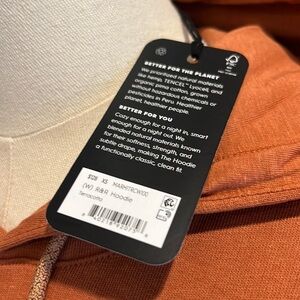 BETTER FOR THE PLANET
We prioritized natural materials
like hemp, TENCEL™ Lyocell, and
organic pima cotton, grown
without hazardous chemicals or
pesticides in Peru. Healthier
planet, healthier people.
BETTER FOR YOU
Cozy enough for a night in, smart
enough for a night out. We
blended natural materials known
for their softness, strength, and
subtle drape, making The Hoodie
a functionally classic, clean fit.
FSC
SIZE XS
(W) R&R Hoodie
Terracotta